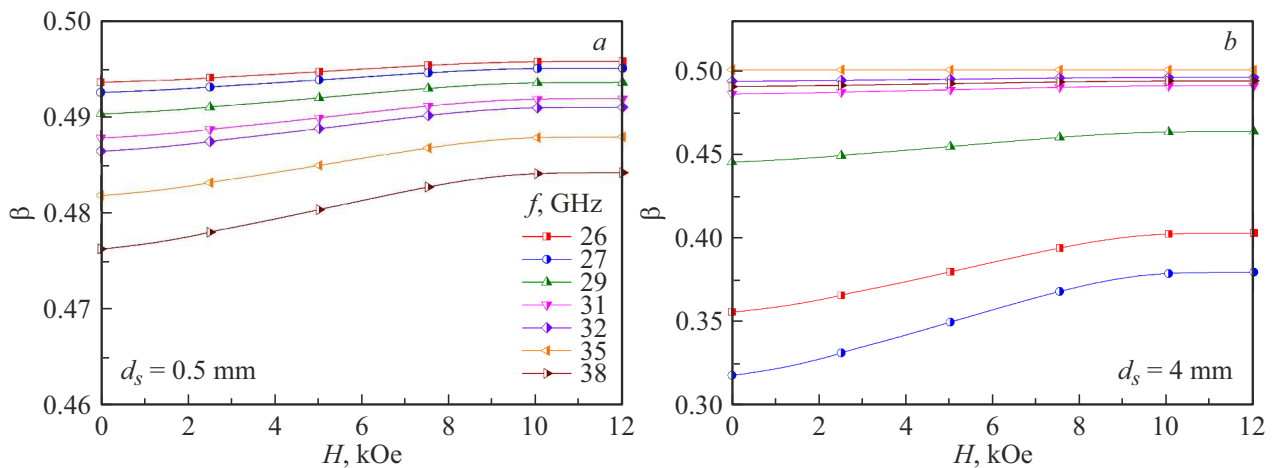 0.50
0.49
0.48
0.47
0.46
β
a
f, GHz
26
27
29
31
32
35
38
d_s = 0.5 mm
0 2 4 6 8 10 12
H, kOe
b
0.50
0.45
0.40
0.35
0.30
β
d_s = 4 mm
0 2 4 6 8 10 12
H, kOe